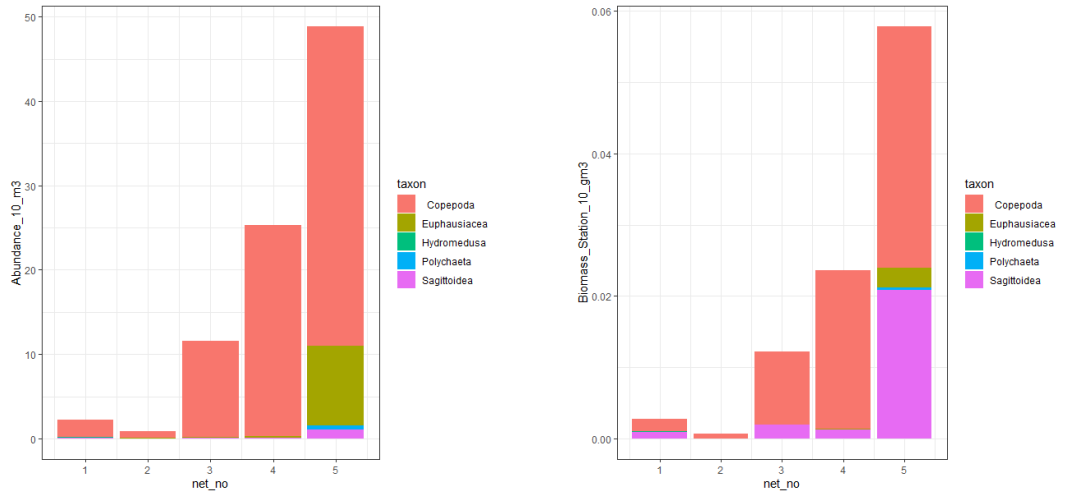 50
40
30
20
10
0
Abundance_10_m3
1 2 3 4 5
net_no
taxon
Copepoda
Euphausiacea
Hydromedusa
Polychaeta
Sagittoidea
0.06
0.04
0.02
0.00
Biomass_Station_10_gm3
1 2 3 4 5
net_no
taxon
Copepoda
Euphausiacea
Hydromedusa
Polychaeta
Sagittoidea